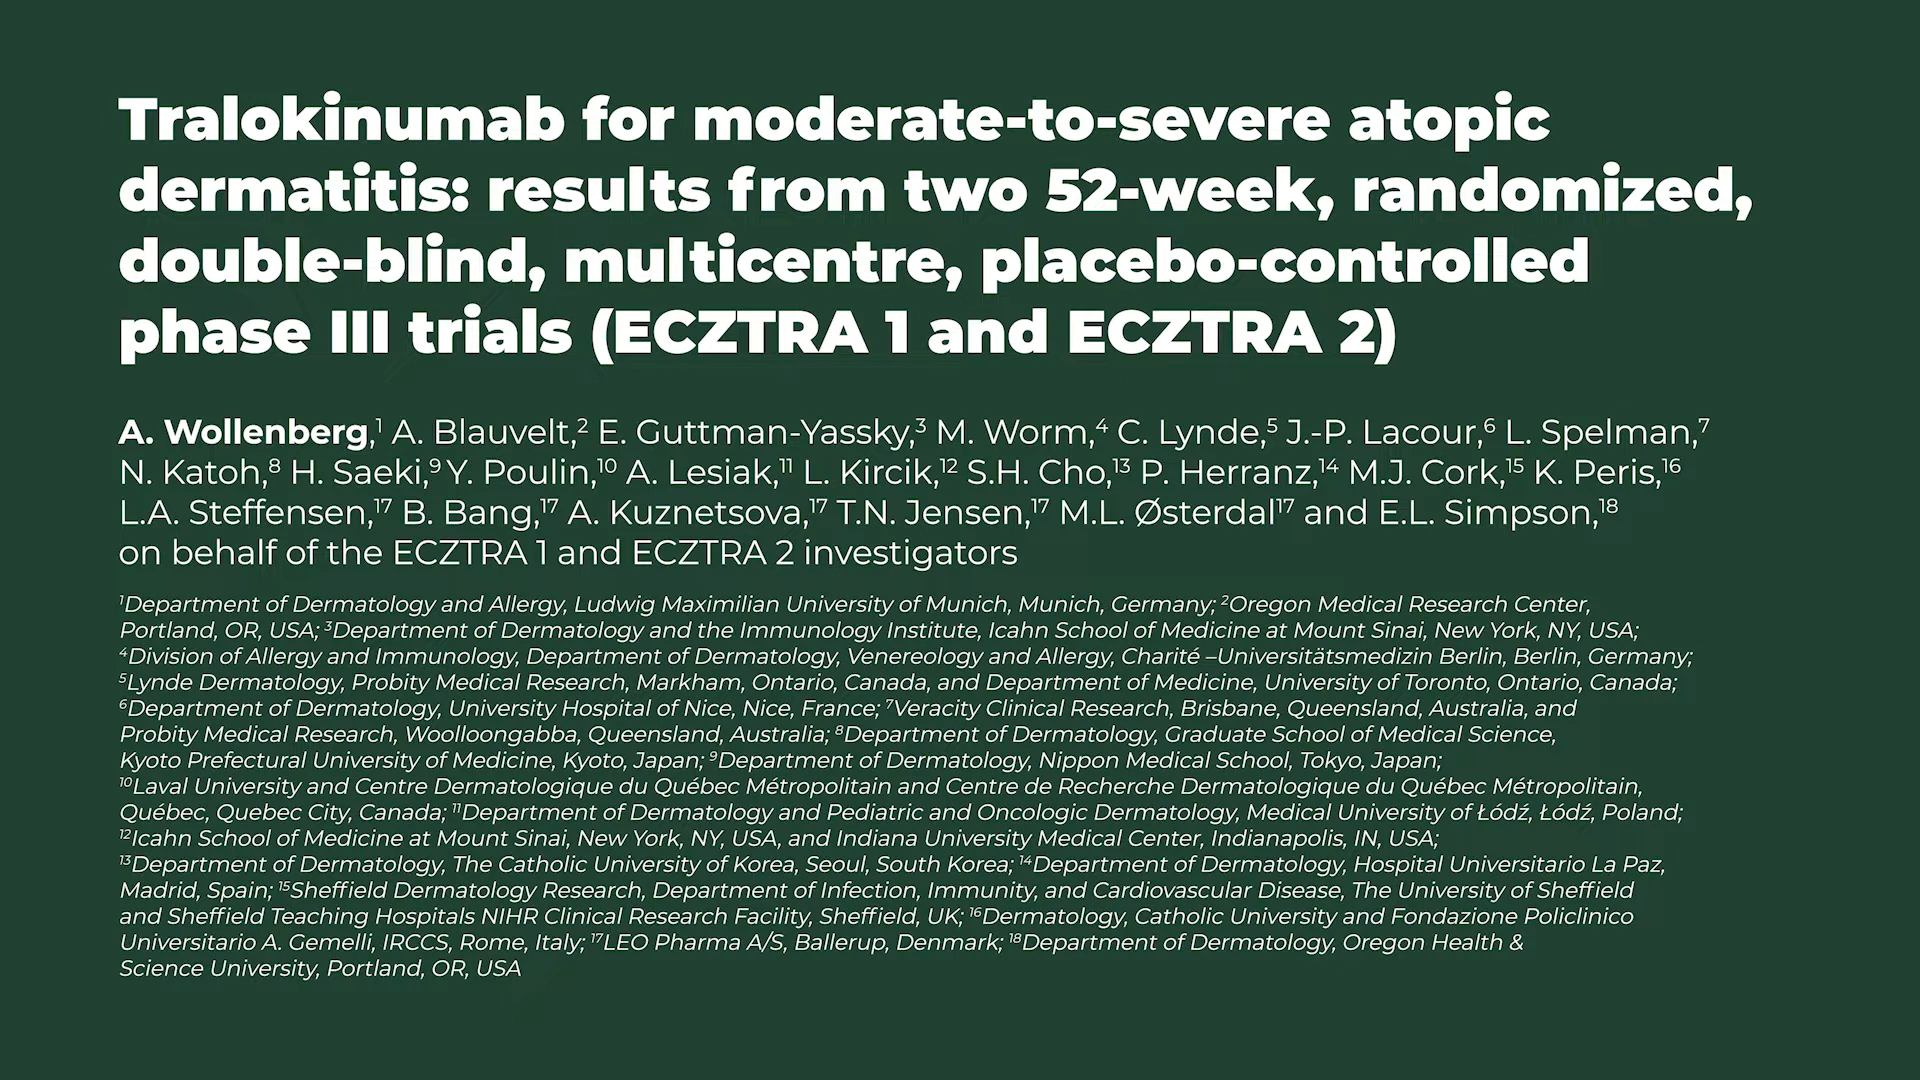 Tralokinumab for moderate-to-severe atopic
dermatitis: results from two 52-week, randomized,
double-blind, multicentre, placebo-controlled
phase III trials (ECZTRA 1 and ECZTRA 2)
A. Wollenberg,¹ A. Blauvelt,² E. Guttman-Yassky,³ M. Worm,⁴ C. Lynde,⁵ J.-P. Lacour,⁶ L. Spelman,⁷
N. Katoh,⁸ H. Saeki,⁹ Y. Poulin,¹⁰ A. Lesiak,¹¹ L. Kircik,¹² S.H. Cho,¹³ P. Herranz,¹⁴ M.J. Cork,¹⁵ K. Peris,¹⁶
L.A. Steffensen,¹⁷ B. Bang,¹⁷ A. Kuznetsova,¹⁷ T.N. Jensen,¹⁷ M.L. Østerdal¹⁷ and E.L. Simpson,¹⁸
on behalf of the ECZTRA 1 and ECZTRA 2 investigators
¹Department of Dermatology and Allergy, Ludwig Maximilian University of Munich, Munich, Germany; ²Oregon Medical Research Center,
Portland, OR, USA; ³Department of Dermatology and the Immunology Institute, Icahn School of Medicine at Mount Sinai, New York, NY, USA;
⁴Division of Allergy and Immunology, Department of Dermatology, Venereology and Allergy, Charité –Universitätsmedizin Berlin, Berlin, Germany;
⁵Lynde Dermatology, Probity Medical Research, Markham, Ontario, Canada, and Department of Medicine, University of Toronto, Ontario, Canada;
⁶Department of Dermatology, University Hospital of Nice, Nice, France; ⁷Veracity Clinical Research, Brisbane, Queensland, Australia, and
Probity Medical Research, Woolloongabba, Queensland, Australia; ⁸Department of Dermatology, Graduate School of Medical Science,
Kyoto Prefectural University of Medicine, Kyoto, Japan; ⁹Department of Dermatology, Nippon Medical School, Tokyo, Japan;
¹⁰Laval University and Centre Dermatologique du Québec Métropolitain and Centre de Recherche Dermatologique du Québec Métropolitain,
Québec, Quebec City, Canada; ¹¹Department of Dermatology and Pediatric and Oncologic Dermatology, Medical University of Łódź, Łódź, Poland;
¹²Icahn School of Medicine at Mount Sinai, New York, NY, USA, and Indiana University Medical Center, Indianapolis, IN, USA;
¹³Department of Dermatology, The Catholic University of Korea, Seoul, South Korea; ¹⁴Department of Dermatology, Hospital Universitario La Paz,
Madrid, Spain; ¹⁵Sheffield Dermatology Research, Department of Infection, Immunity, and Cardiovascular Disease, The University of Sheffield
and Sheffield Teaching Hospitals NIHR Clinical Research Facility, Sheffield, UK; ¹⁶Dermatology, Catholic University and Fondazione Policlinico
Universitario A. Gemelli, IRCCS, Rome, Italy; ¹⁷LEO Pharma A/S, Ballerup, Denmark; ¹⁸Department of Dermatology, Oregon Health &
Science University, Portland, OR, USA